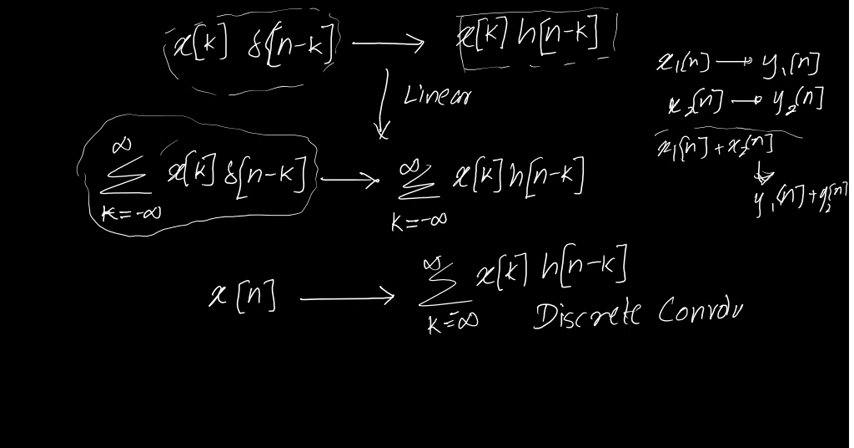 x[k] δ[n-k] → x[k] h[n-k]
Linear
∞ ∑ k=-∞ x[k] δ[n-k] → ∞ ∑ k=-∞ x[k] h[n-k]
x[n] → ∞ ∑ k=-∞ x[k] h[n-k]
Discrete Convolu
x₁[n] → y₁[n]
x₂[n] → y₂[n]
x₁[n] + x₂[n]
↓
y₁[n] + y₂[n]